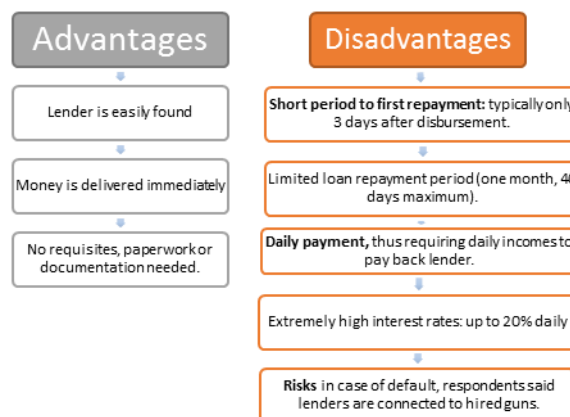 Advantages
Lender is easily found
Money is delivered immediately
No requisites, paperwork or
documentation needed.
Disadvantages
Short period to first repayment: typically only
3 days after disbursement.
Limited loan repayment period (one month, 40
days maximum).
Daily payment, thus requiring daily incomes to
pay back lender.
Extremely high interest rates: up to 20% daily
Risks in case of default, respondents said
lenders are connected to hired guns.